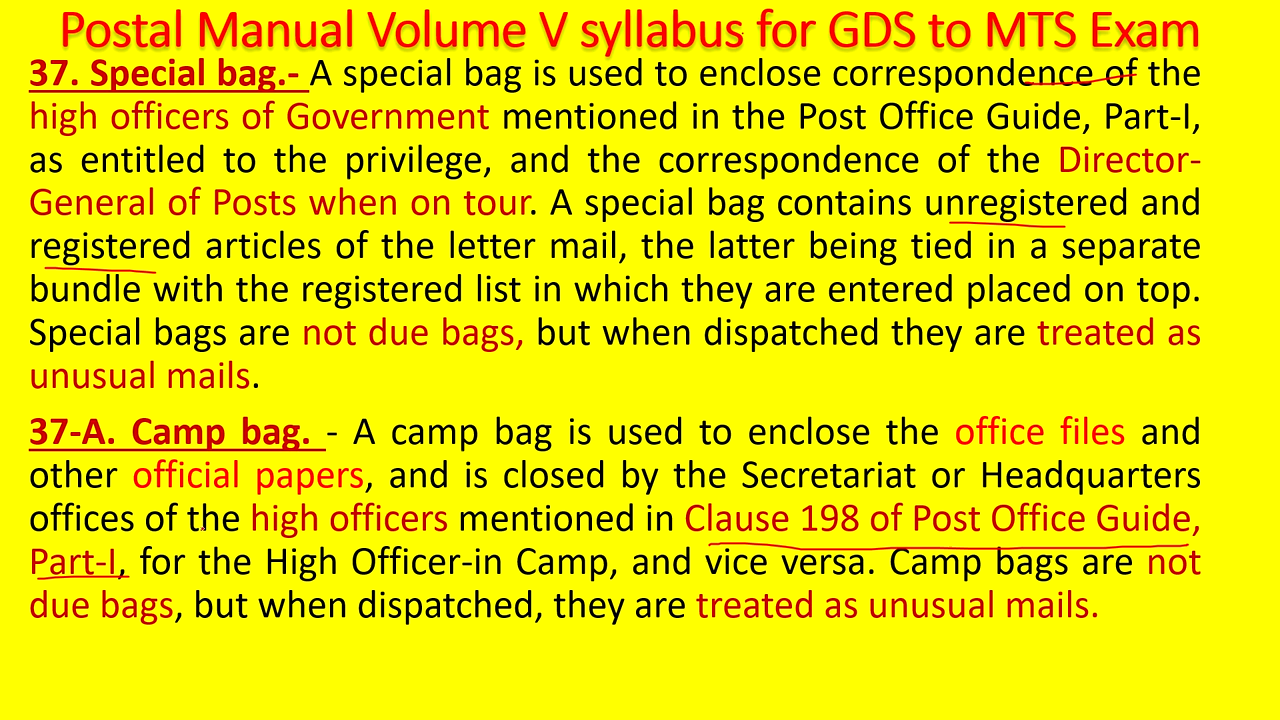 Postal Manual Volume V syllabus for GDS to MTS Exam
37. Special bag.- A special bag is used to enclose correspondence of the
high officers of Government mentioned in the Post Office Guide, Part-I,
as entitled to the privilege, and the correspondence of the Director-
General of Posts when on tour. A special bag contains unregistered and
registered articles of the letter mail, the latter being tied in a separate
bundle with the registered list in which they are entered placed on top.
Special bags are not due bags, but when dispatched they are treated as
unusual mails.
37-A. Camp bag. - A camp bag is used to enclose the office files and
other official papers, and is closed by the Secretariat or Headquarters
offices of the high officers mentioned in Clause 198 of Post Office Guide,
Part-I, for the High Officer-in Camp, and vice versa. Camp bags are not
due bags, but when dispatched, they are treated as unusual mails.